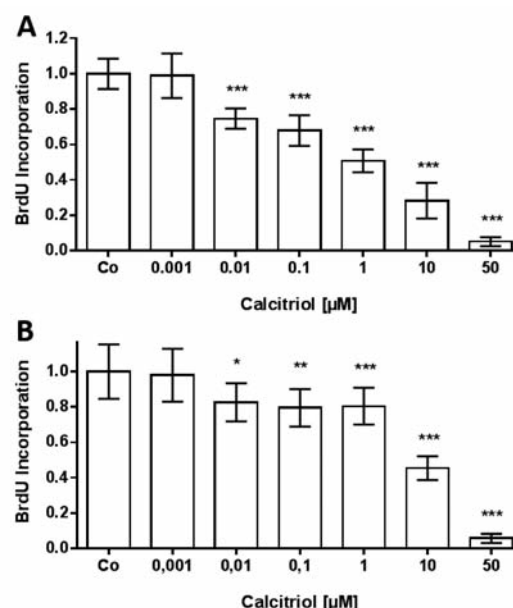 A
1.2
1.0
0.8
0.6
0.4
0.2
0.0
BrdU Incorporation
*** *** *** *** ***
Co 0.001 0.01 0.1 1 10 50
Calcitriol [µM]
B
1.0
0.8
0.6
0.4
0.2
0.0
BrdU Incorporation
* ** *** *** ***
Co 0,001 0,01 0,1 1 10 50
Calcitriol [µM]